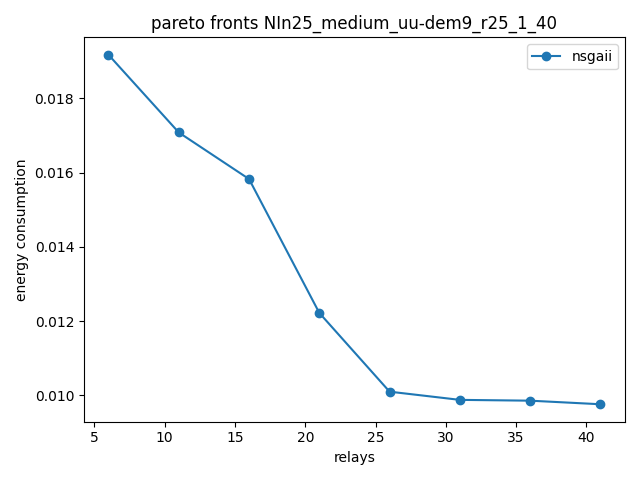 pareto fronts NIn25_medium_uu-dem9_r25_1_40
nsgaii
energy consumption
0.018
0.016
0.014
0.012
0.010
5 10 15 20 25 30 35 40
relays